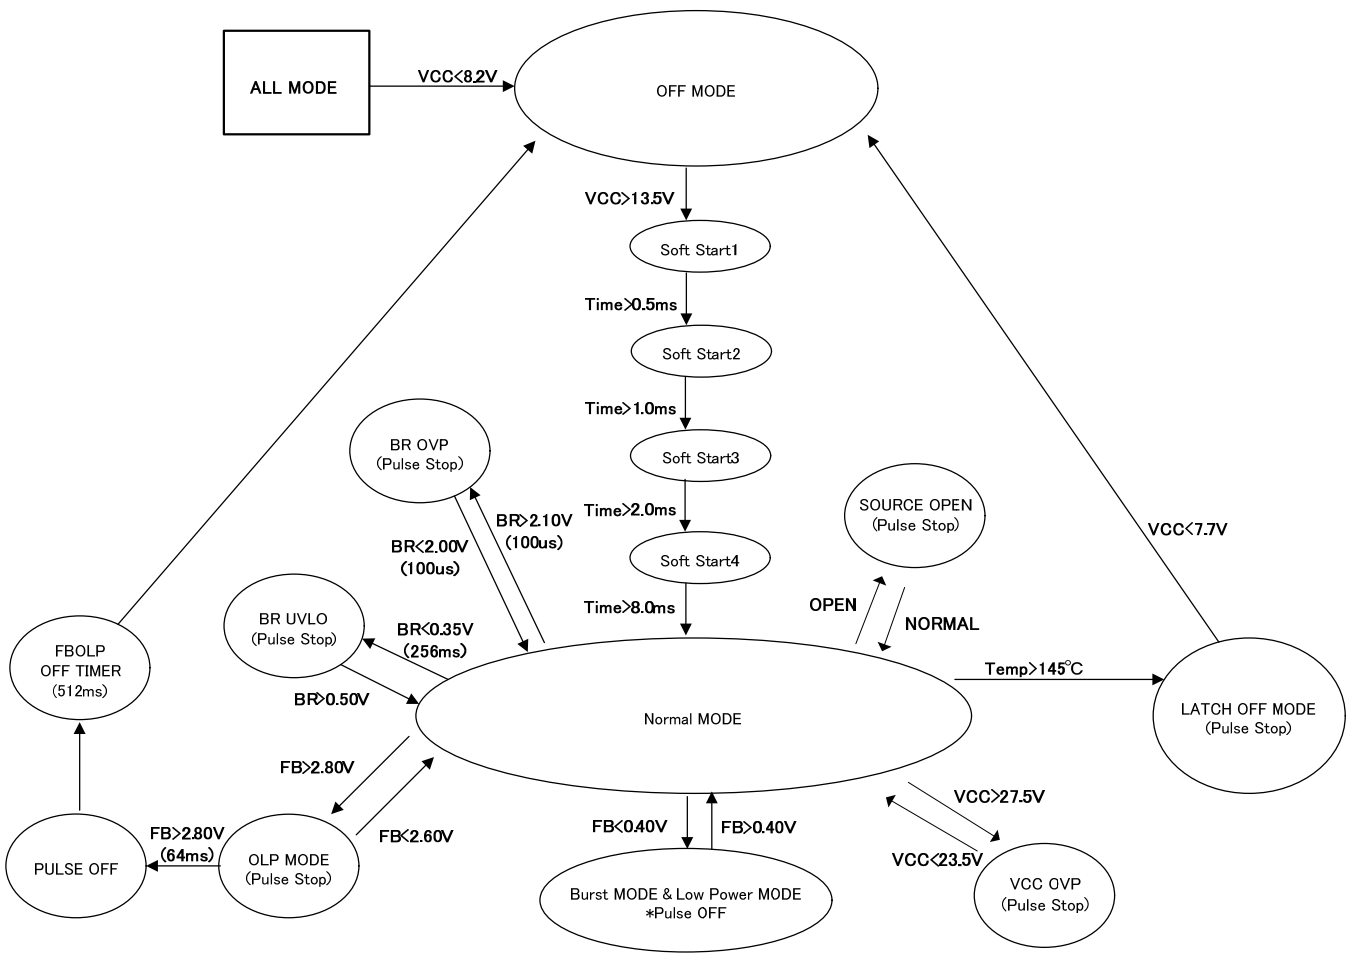 ALL MODE
VCC<8.2V
OFF MODE
VCC>13.5V
Soft Start1
Time>0.5ms
Soft Start2
Time>1.0ms
Soft Start3
Time>2.0ms
Soft Start4
Time>8.0ms
BR OVP
(Pulse Stop)
BR>2.10V
(100us)
BR<2.00V
(100us)
SOURCE OPEN
(Pulse Stop)
OPEN
NORMAL
VCC<7.7V
BR UVLO
(Pulse Stop)
BR<0.35V
(256ms)
BR>0.50V
FBOLP
OFF TIMER
(512ms)
Normal MODE
Temp>145℃
LATCH OFF MODE
(Pulse Stop)
FB>2.80V
FB<2.60V
FB>2.80V
(64ms)
PULSE OFF
OLP MODE
(Pulse Stop)
FB<0.40V
FB>0.40V
Burst MODE & Low Power MODE
*Pulse OFF
VCC>27.5V
VCC<23.5V
VCC OVP
(Pulse Stop)